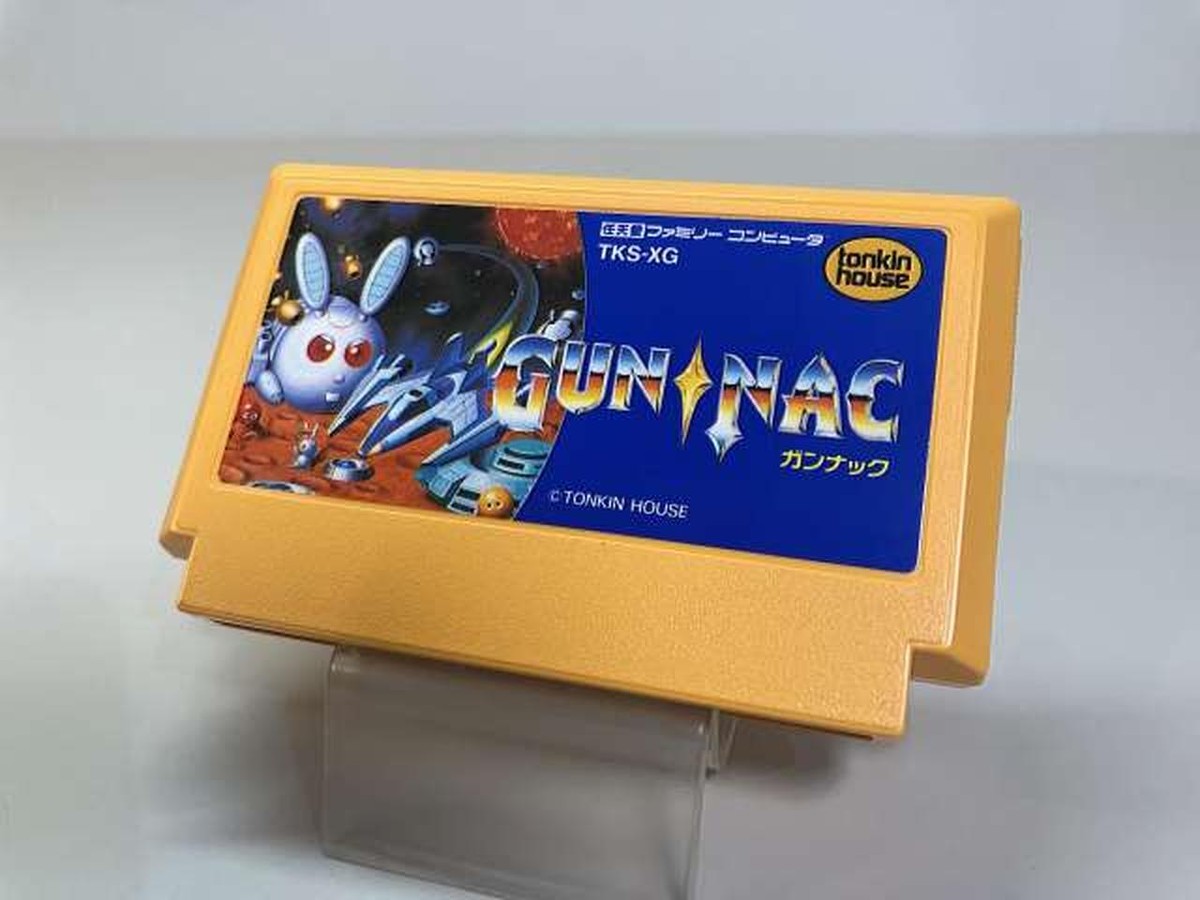 任天堂ファミリー コンピュータ
TKS-XG
tonkin
house
GUN NAC
ガンナック
© TONKIN HOUSE